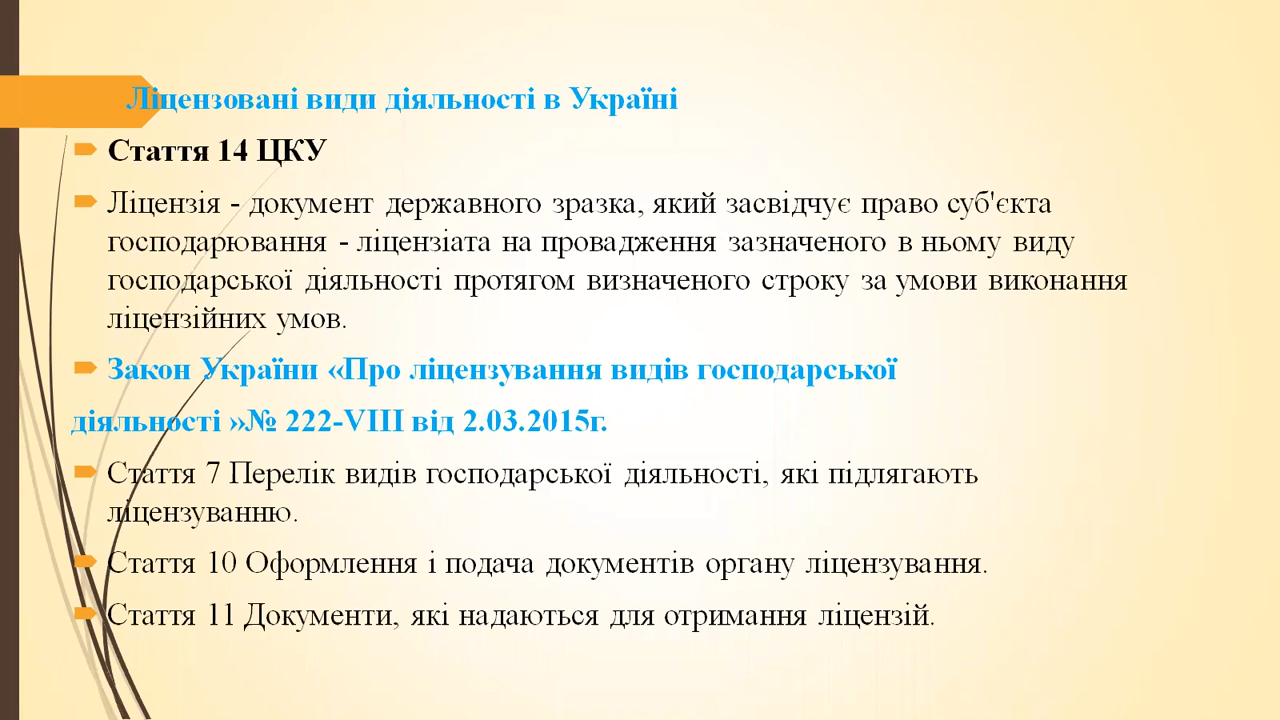 Ліцензовані види діяльності в Україні
Стаття 14 ЦКУ
Ліцензія - документ державного зразка, який засвідчує право суб'єкта
господарювання - ліцензіата на провадження зазначеного в ньому виду
господарської діяльності протягом визначеного строку за умови виконання
ліцензійних умов.
Закон України «Про ліцензування видів господарської
діяльності »№ 222-VIII від 2.03.2015г.
Стаття 7 Перелік видів господарської діяльності, які підлягають
ліцензуванню.
Стаття 10 Оформлення і подача документів органу ліцензування.
Стаття 11 Документи, які надаються для отримання ліцензій.